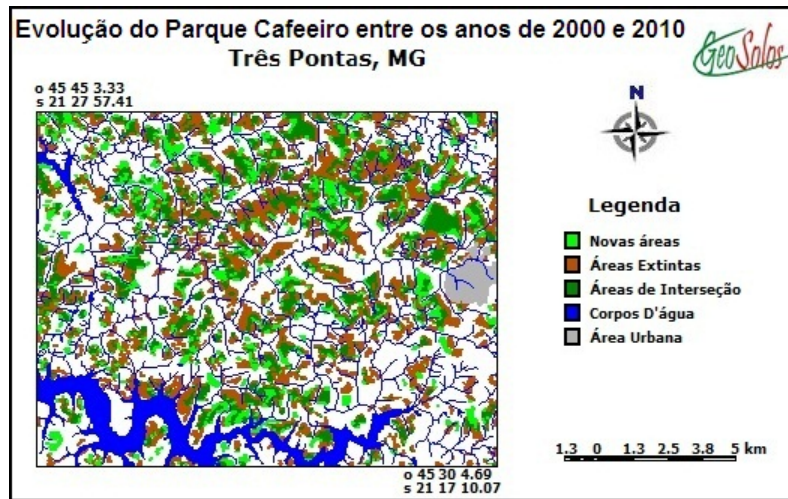 Evolução do Parque Cafeeiro entre os anos de 2000 e 2010
Três Pontas, MG
GeoSolos
o 45 45 3.33
s 21 27 57.41
N
Legenda
Novas áreas
Áreas Extintas
Áreas de Interseção
Corpos D'água
Área Urbana
1.3 0 1.3 2.5 3.8 5 km
o 45 30 4.69
s 21 17 10.07